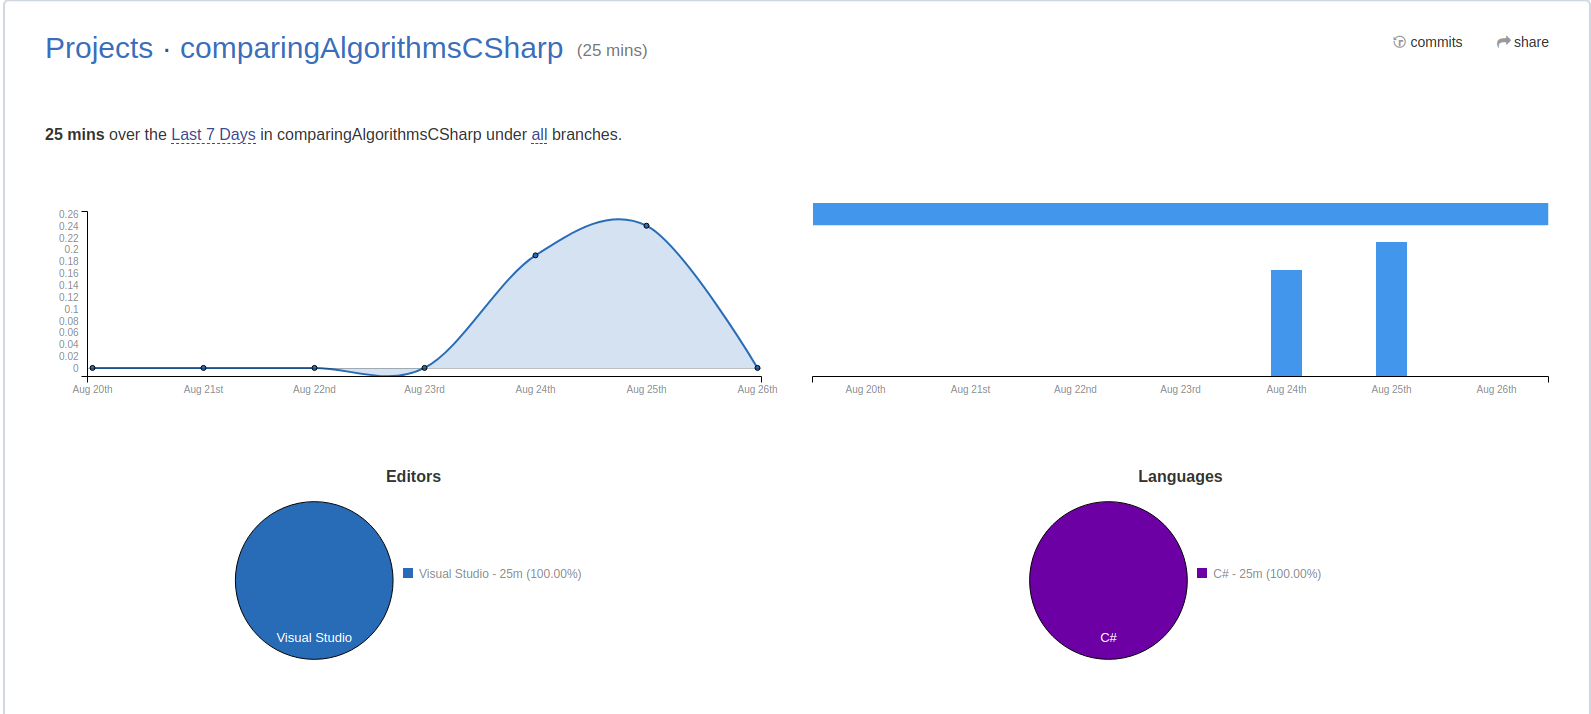 Projects · comparingAlgorithmsCSharp (25 mins)
commits
share
25 mins over the Last 7 Days in comparingAlgorithmsCSharp under all branches.
0.26
0.24
0.22
0.2
0.18
0.16
0.14
0.12
0.1
0.08
0.06
0.04
0.02
0
Aug 20th Aug 21st Aug 22nd Aug 23rd Aug 24th Aug 25th Aug 26th
Aug 20th Aug 21st Aug 22nd Aug 23rd Aug 24th Aug 25th Aug 26th
Editors
Visual Studio - 25m (100.00%)
Visual Studio
Languages
C# - 25m (100.00%)
C#